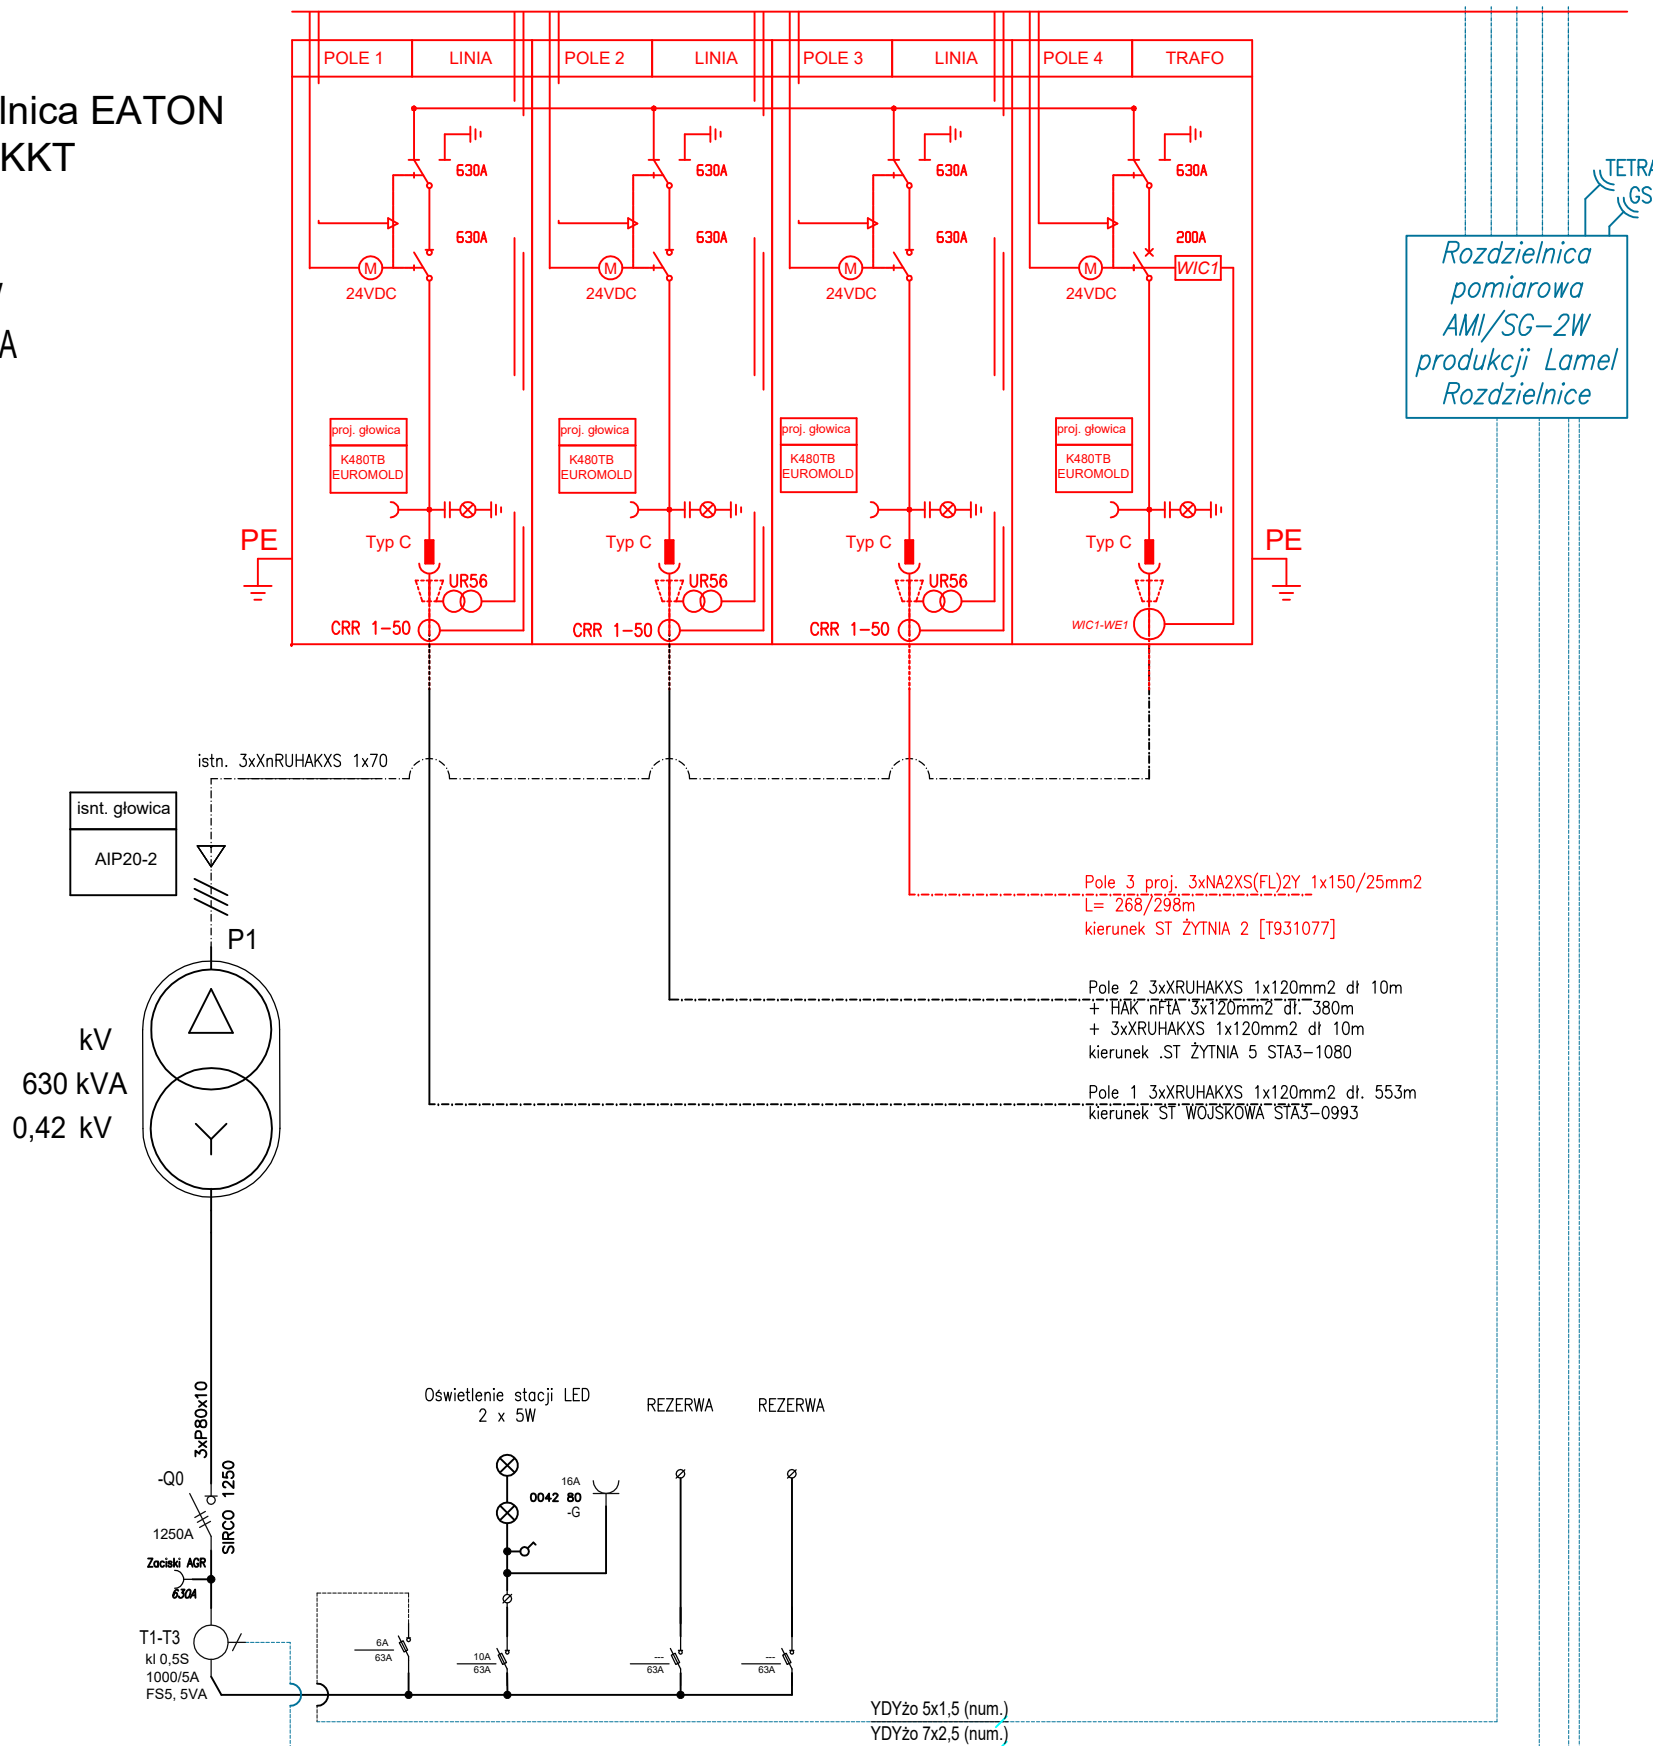 POLE 1 LINIA POLE 2 LINIA POLE 3 LINIA POLE 4 TRAFO
lnica EATON
KKT
A
630A 630A 630A 630A
630A 630A 630A 200A
M M M M WIC1
24VDC 24VDC 24VDC 24VDC
TETRA
GS
Rozdzielnica
pomiarowa
AMI/SG-2W
produkcji Lamel
Rozdzielnice
proj. głowica proj. głowica proj. głowica proj. głowica
K480TB K480TB K480TB K480TB
EUROMOLD EUROMOLD EUROMOLD EUROMOLD
PE Typ C Typ C Typ C Typ C PE
UR56 UR56 UR56
CRR 1-50 CRR 1-50 CRR 1-50 WIC1-WE1
istn. 3xXnRUHAKXS 1x70
isnt. głowica
AIP20-2
P1
kV
630 kVA
0,42 kV
Pole 3 proj. 3xNA2XS(FL)2Y 1x150/25mm2
L= 268/298m
kierunek ST ŻYTNIA 2 [T931077]
Pole 2 3xXRUHAKXS 1x120mm2 dł 10m
+ HAK nFtA 3x120mm2 dł. 380m
+ 3xXRUHAKXS 1x120mm2 dł 10m
kierunek .ST ŻYTNIA 5 STA3-1080
Pole 1 3xXRUHAKXS 1x120mm2 dł. 553m
kierunek ST WOJSKOWA STA3-0993
3xP80x10
-Q0
SIRCO 1250
1250A
Zaciski AGR
630A
T1-T3
kl 0,5S
1000/5A
FS5, 5VA
Oświetlenie stacji LED
2 x 5W
REZERWA REZERWA
16A
0042 80
-G
6A
63A
10A
63A
---
63A
---
63A
YDYżo 5x1,5 (num.)
YDYżo 7x2,5 (num.)